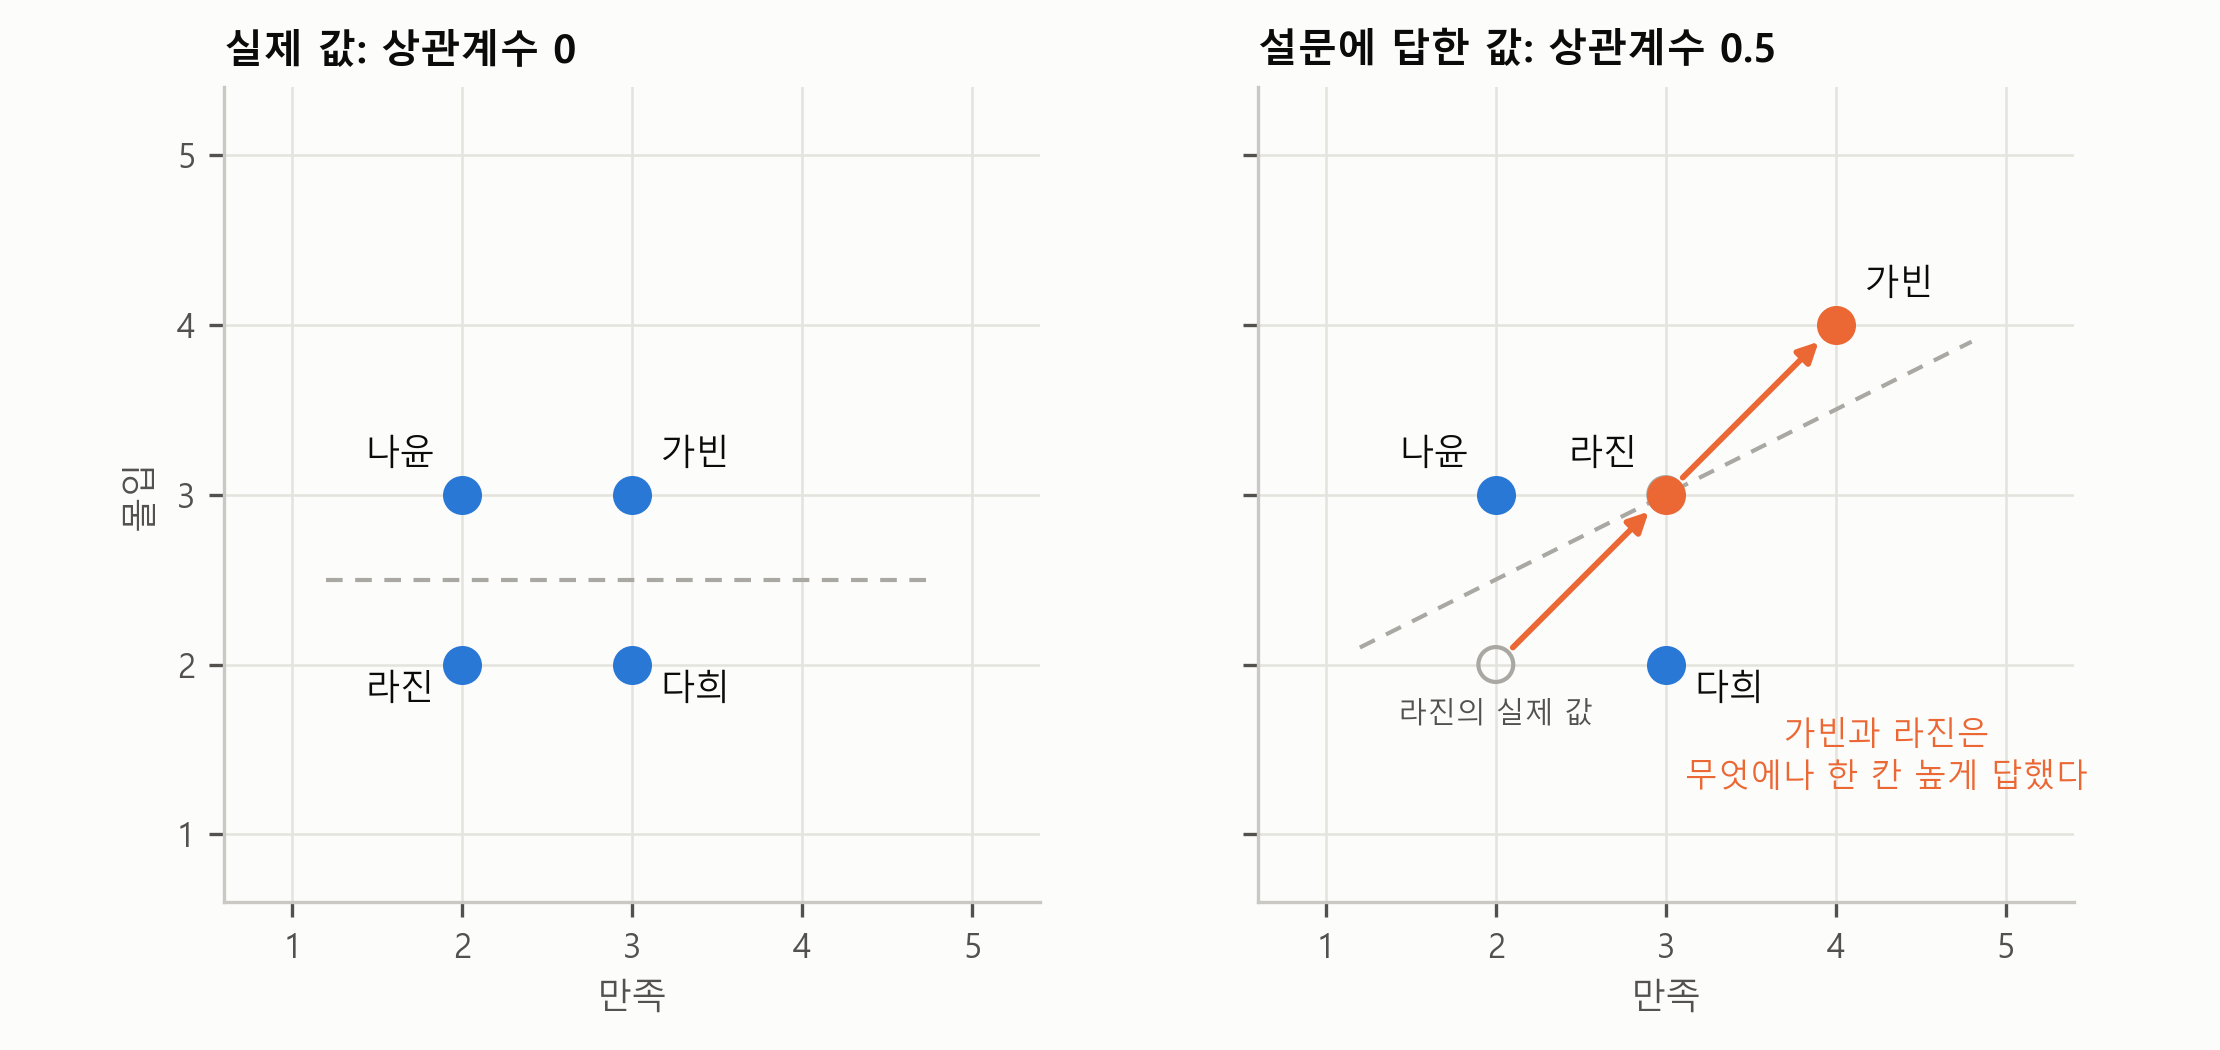 실제 값: 상관계수 0
5
4
3
2
1
몰입
나윤
가빈
라진
다희
1 2 3 4 5
만족
설문에 답한 값: 상관계수 0.5
가빈
나윤
라진
다희
라진의 실제 값
가빈과 라진은
무엇에나 한 칸 높게 답했다
1 2 3 4 5
만족